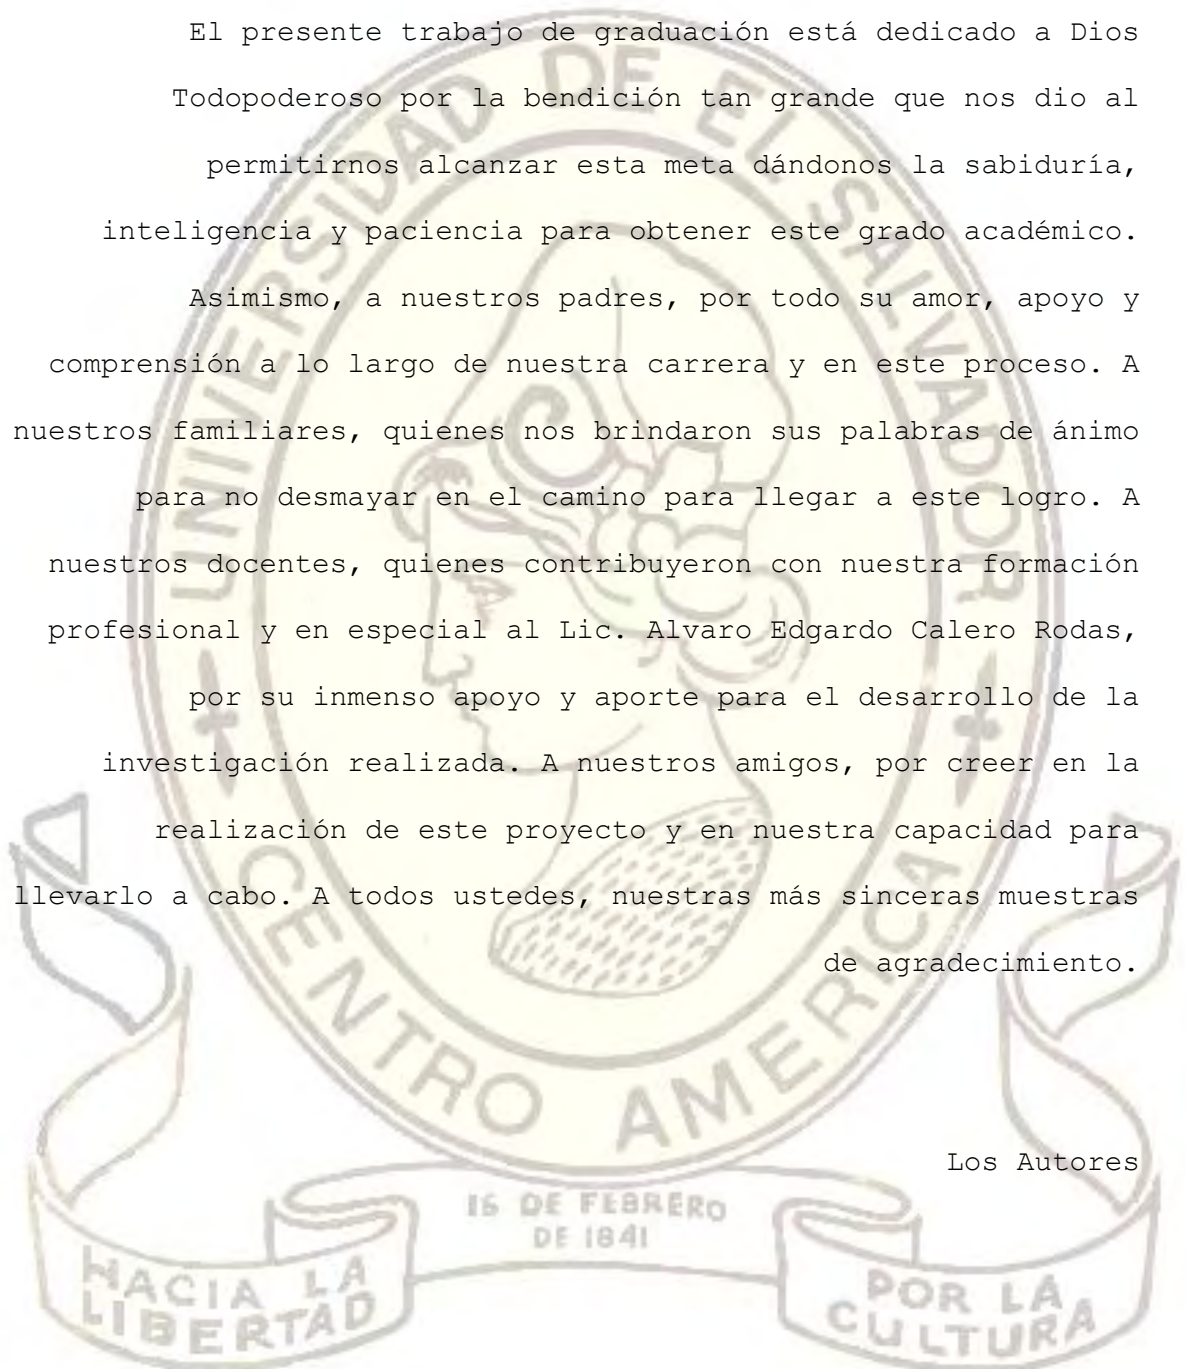 El presente trabajo de graduación está dedicado a Dios
Todopoderoso por la bendición tan grande que nos dio al
permitirnos alcanzar esta meta dándonos la sabiduría,
inteligencia y paciencia para obtener este grado académico.
Asimismo, a nuestros padres, por todo su amor, apoyo y
comprensión a lo largo de nuestra carrera y en este proceso. A
nuestros familiares, quienes nos brindaron sus palabras de ánimo
para no desmayar en el camino para llegar a este logro. A
nuestros docentes, quienes contribuyeron con nuestra formación
profesional y en especial al Lic. Alvaro Edgardo Calero Rodas,
por su inmenso apoyo y aporte para el desarrollo de la
investigación realizada. A nuestros amigos, por creer en la
realización de este proyecto y en nuestra capacidad para
llevarlo a cabo. A todos ustedes, nuestras más sinceras muestras
de agradecimiento.
Los Autores
UNIVERSIDAD DE EL SALVADOR
CENTRO AMERICA
16 DE FEBRERO
DE 1841
HACIA LA
LIBERTAD
POR LA
CULTURA